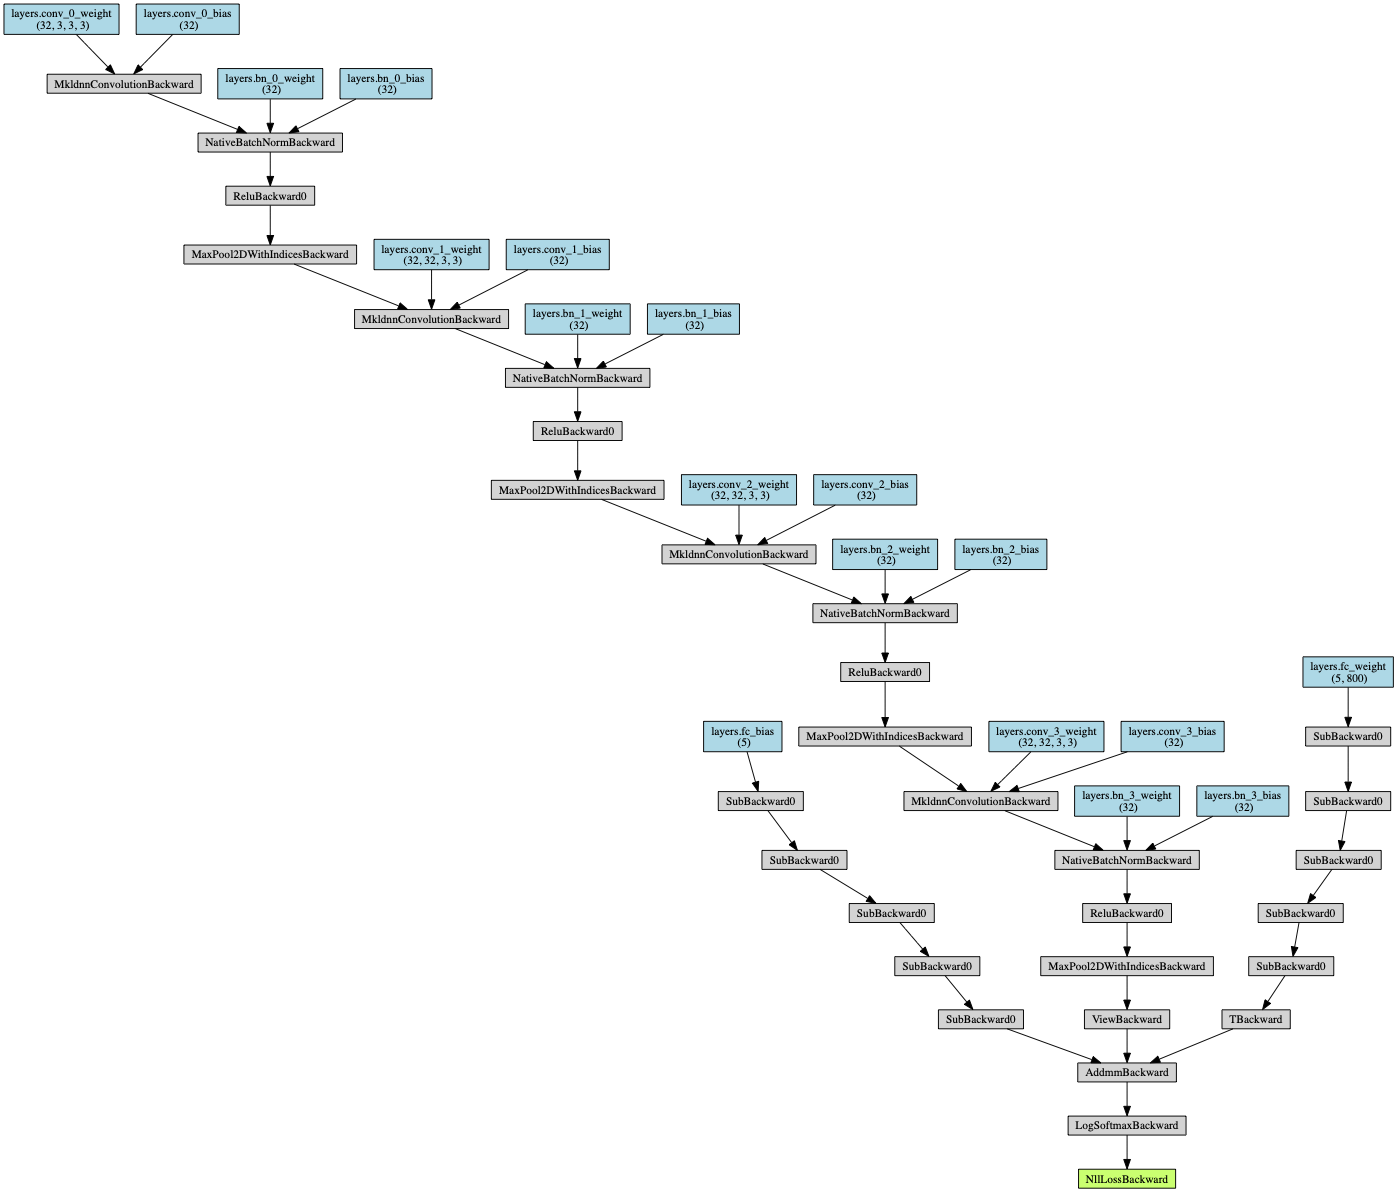 layers.conv_0_weight
(32, 3, 3, 3)
layers.conv_0_bias
(32)
MkldnnConvolutionBackward
layers.bn_0_weight
(32)
layers.bn_0_bias
(32)
NativeBatchNormBackward
ReluBackward0
MaxPool2DWithIndicesBackward
layers.conv_1_weight
(32, 32, 3, 3)
layers.conv_1_bias
(32)
MkldnnConvolutionBackward
layers.bn_1_weight
(32)
layers.bn_1_bias
(32)
NativeBatchNormBackward
ReluBackward0
MaxPool2DWithIndicesBackward
layers.conv_2_weight
(32, 32, 3, 3)
layers.conv_2_bias
(32)
MkldnnConvolutionBackward
layers.bn_2_weight
(32)
layers.bn_2_bias
(32)
NativeBatchNormBackward
ReluBackward0
layers.fc_weight
(5, 800)
layers.fc_bias
(5)
MaxPool2DWithIndicesBackward
layers.conv_3_weight
(32, 32, 3, 3)
layers.conv_3_bias
(32)
SubBackward0
SubBackward0
MkldnnConvolutionBackward
layers.bn_3_weight
(32)
layers.bn_3_bias
(32)
SubBackward0
SubBackward0
NativeBatchNormBackward
SubBackward0
SubBackward0
ReluBackward0
SubBackward0
SubBackward0
MaxPool2DWithIndicesBackward
SubBackward0
SubBackward0
ViewBackward
TBackward
AddmmBackward
LogSoftmaxBackward
NllLossBackward